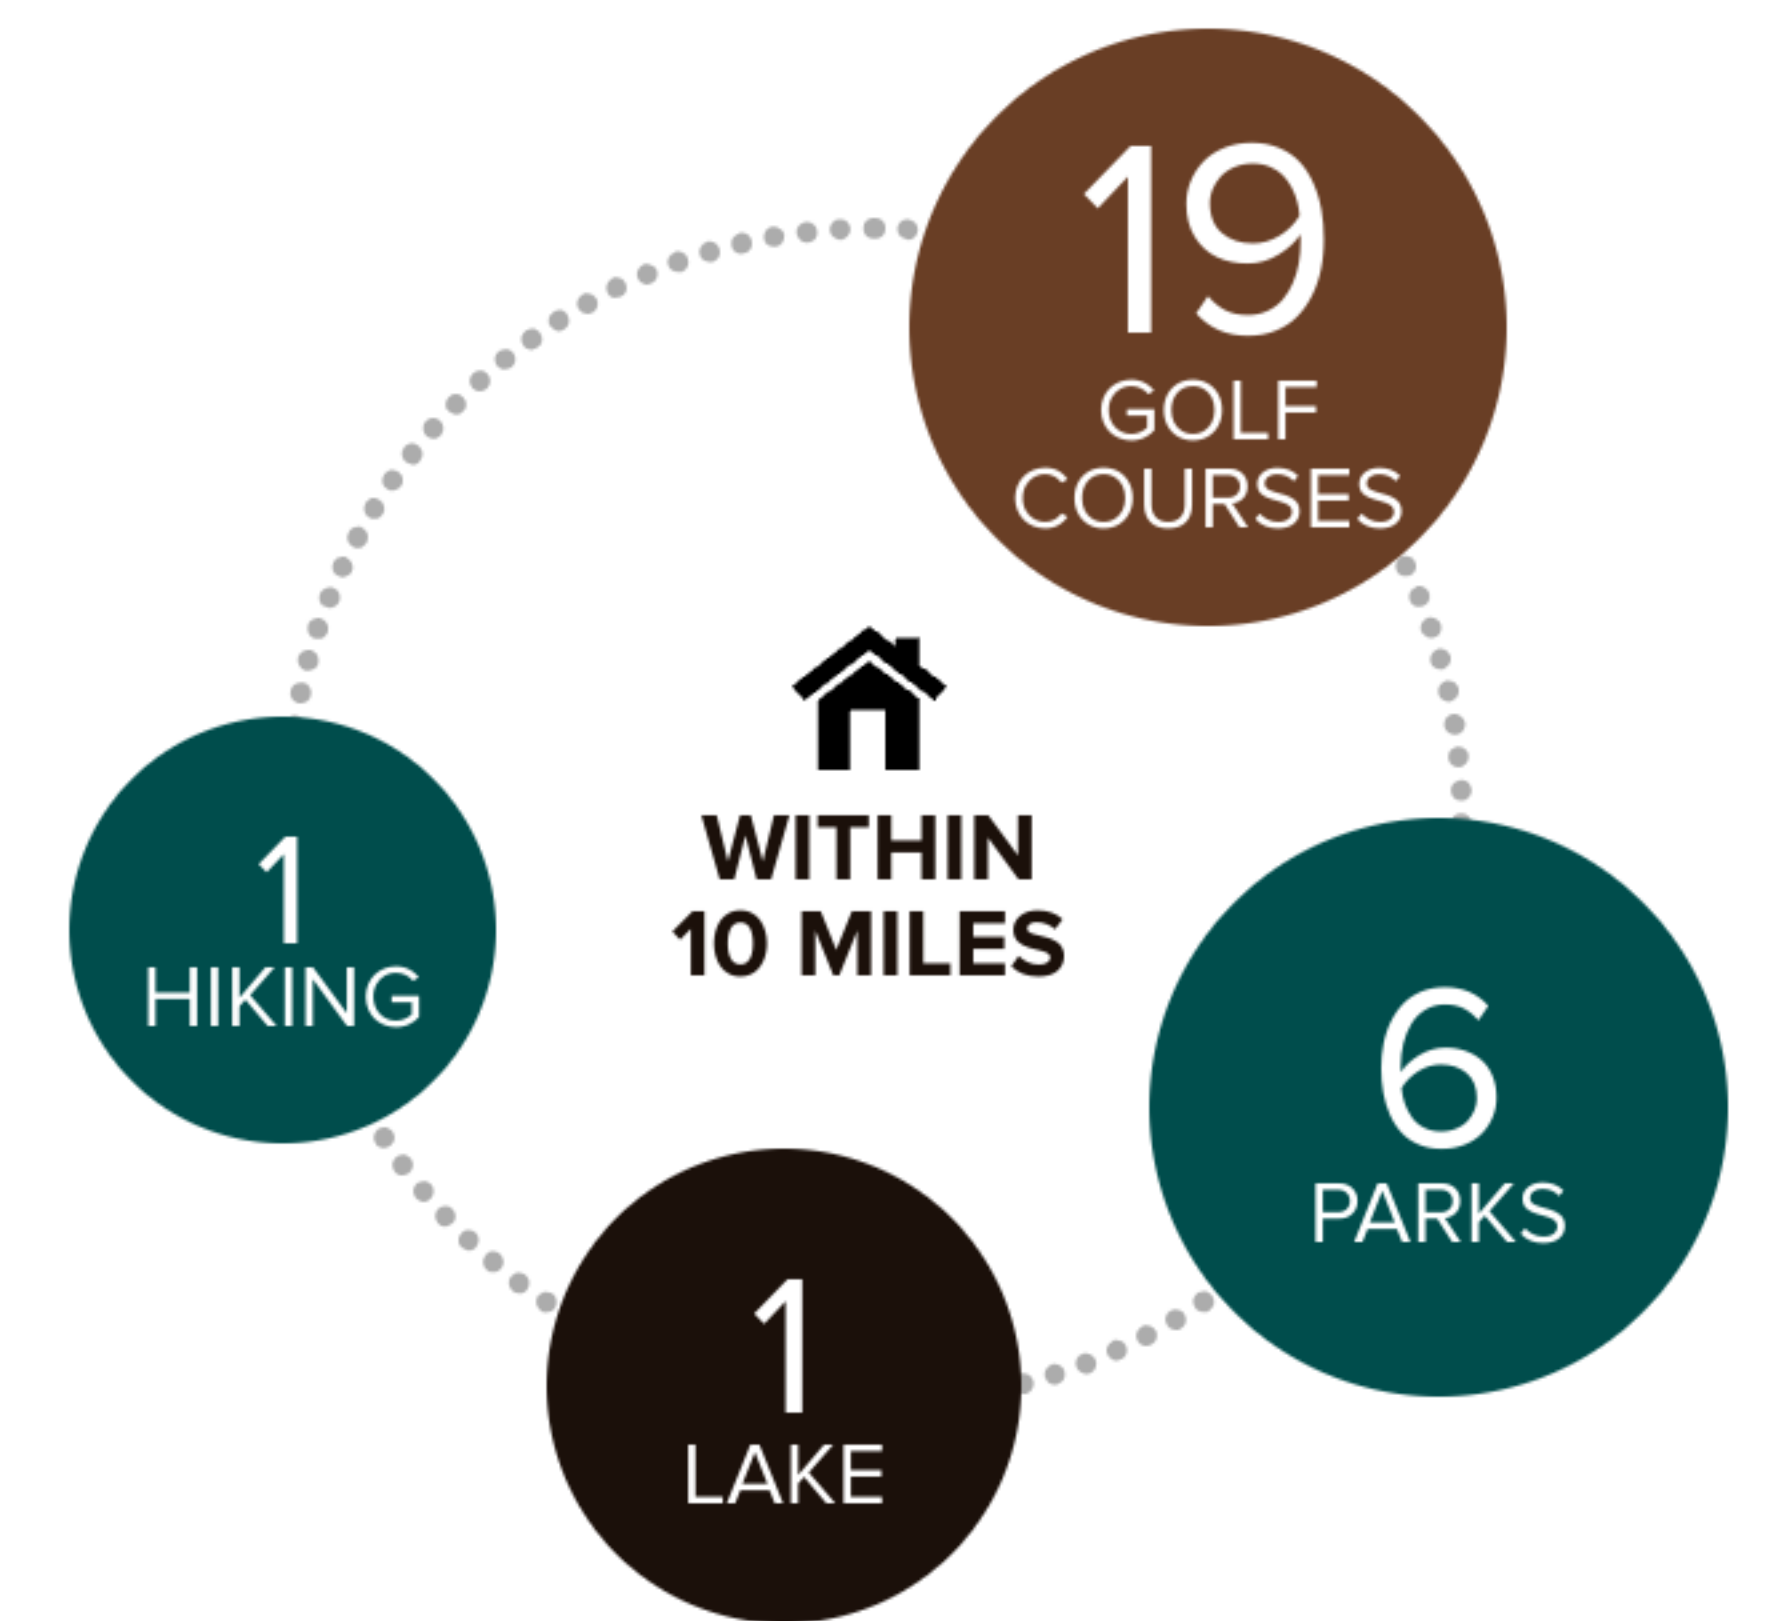 19
GOLF
COURSES
1
HIKING
WITHIN
10 MILES
6
PARKS
1
LAKE